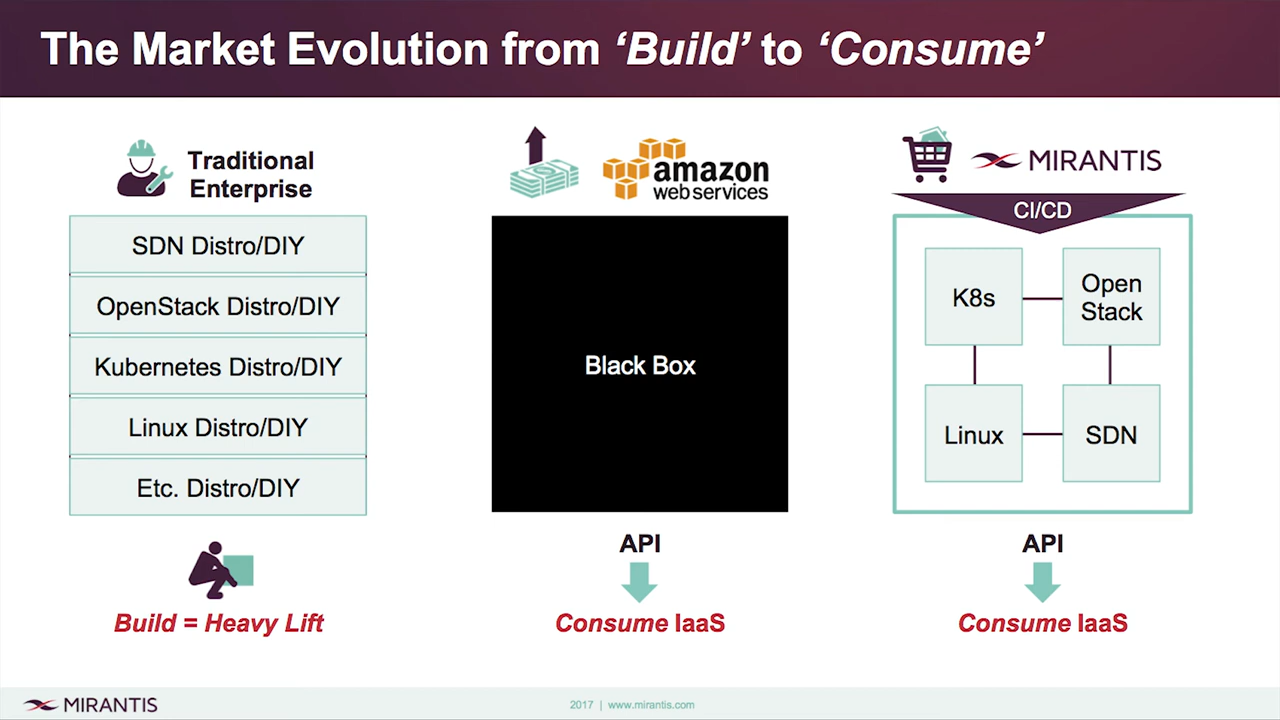 The Market Evolution from ‘Build’ to ‘Consume’
Traditional
Enterprise
SDN Distro/DIY
OpenStack Distro/DIY
Kubernetes Distro/DIY
Linux Distro/DIY
Etc. Distro/DIY
Build = Heavy Lift
amazon
web services
Black Box
API
Consume IaaS
MIRANTIS
CI/CD
K8s
Open
Stack
Linux
SDN
API
Consume IaaS
MIRANTIS
2017 | www.mirantis.com